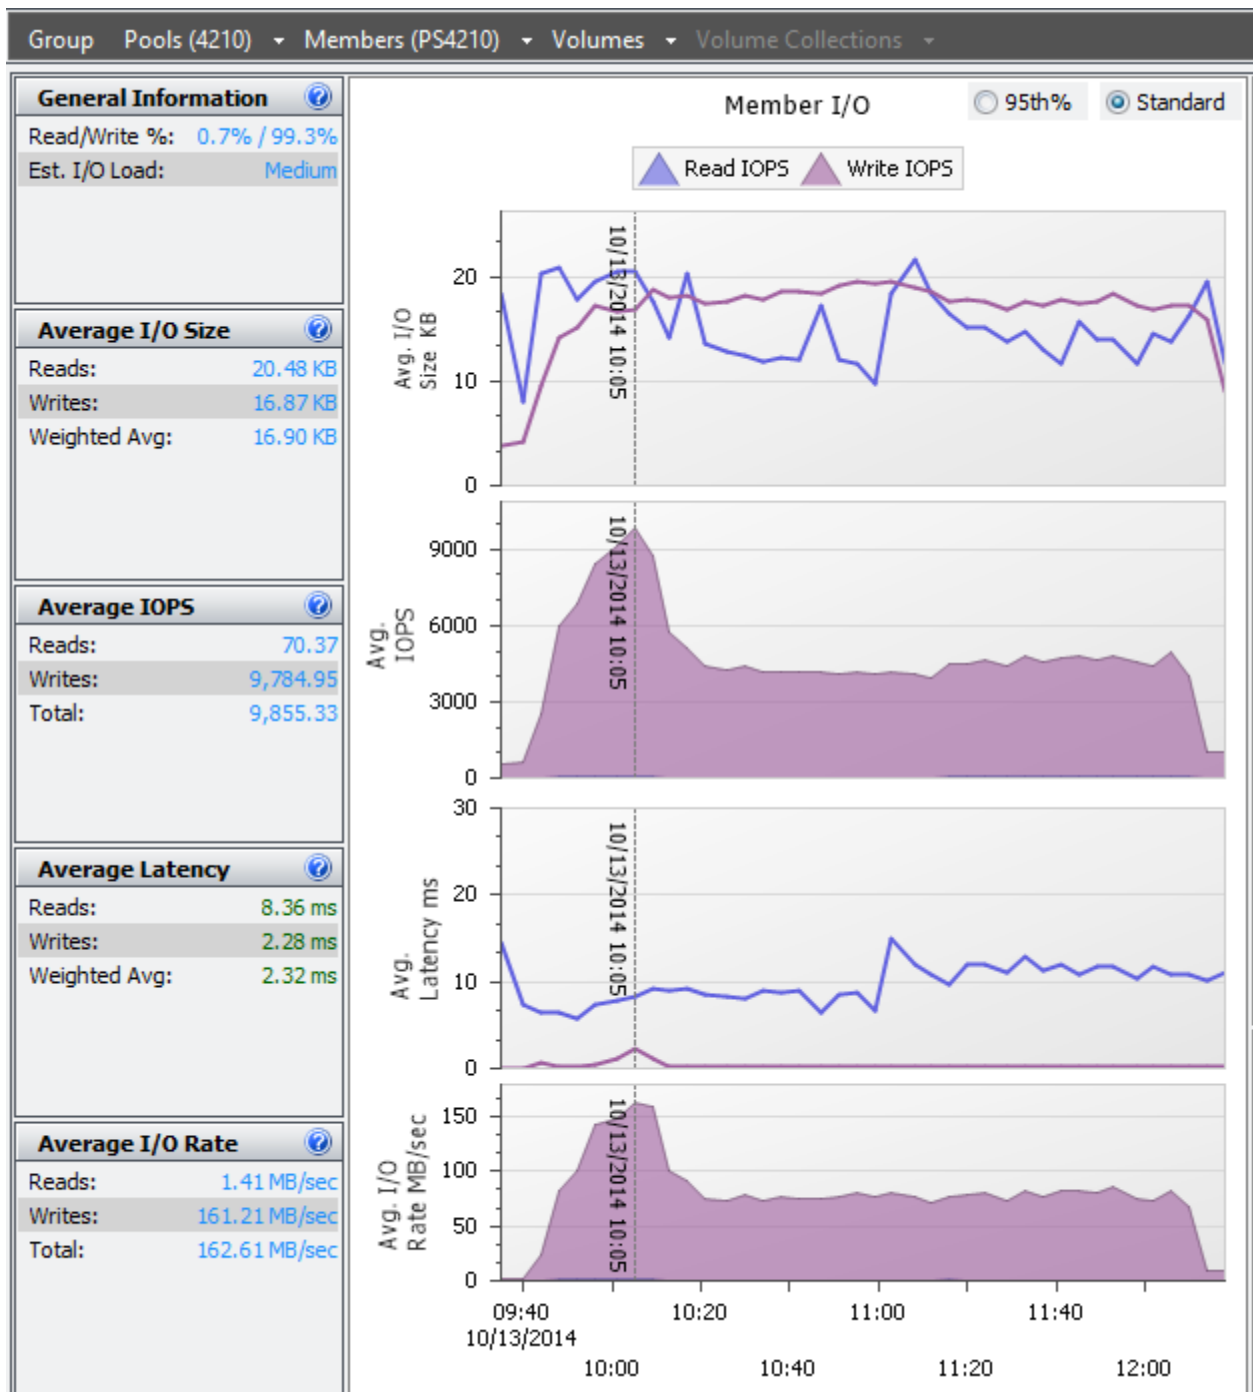 Group Pools (4210) Members (PS4210) Volumes Volume Collections
General Information
Read/Write %: 0.7% / 99.3%
Est. I/O Load: Medium
Average I/O Size
Reads: 20.48 KB
Writes: 16.87 KB
Weighted Avg: 16.90 KB
Average IOPS
Reads: 70.37
Writes: 9,784.95
Total: 9,855.33
Average Latency
Reads: 8.36 ms
Writes: 2.28 ms
Weighted Avg: 2.32 ms
Average I/O Rate
Reads: 1.41 MB/sec
Writes: 161.21 MB/sec
Total: 162.61 MB/sec
Member I/O
95th%
Standard
Read IOPS
Write IOPS
Avg. I/O
Size KB
20
10
0
10/13/2014 10:05
Avg.
IOPS
9000
6000
3000
0
10/13/2014 10:05
Avg.
Latency ms
30
20
10
0
10/13/2014 10:05
Avg. I/O
Rate MB/sec
150
100
50
0
10/13/2014 10:05
09:40 10:20 11:00 11:40
10/13/2014
10:00 10:40 11:20 12:00